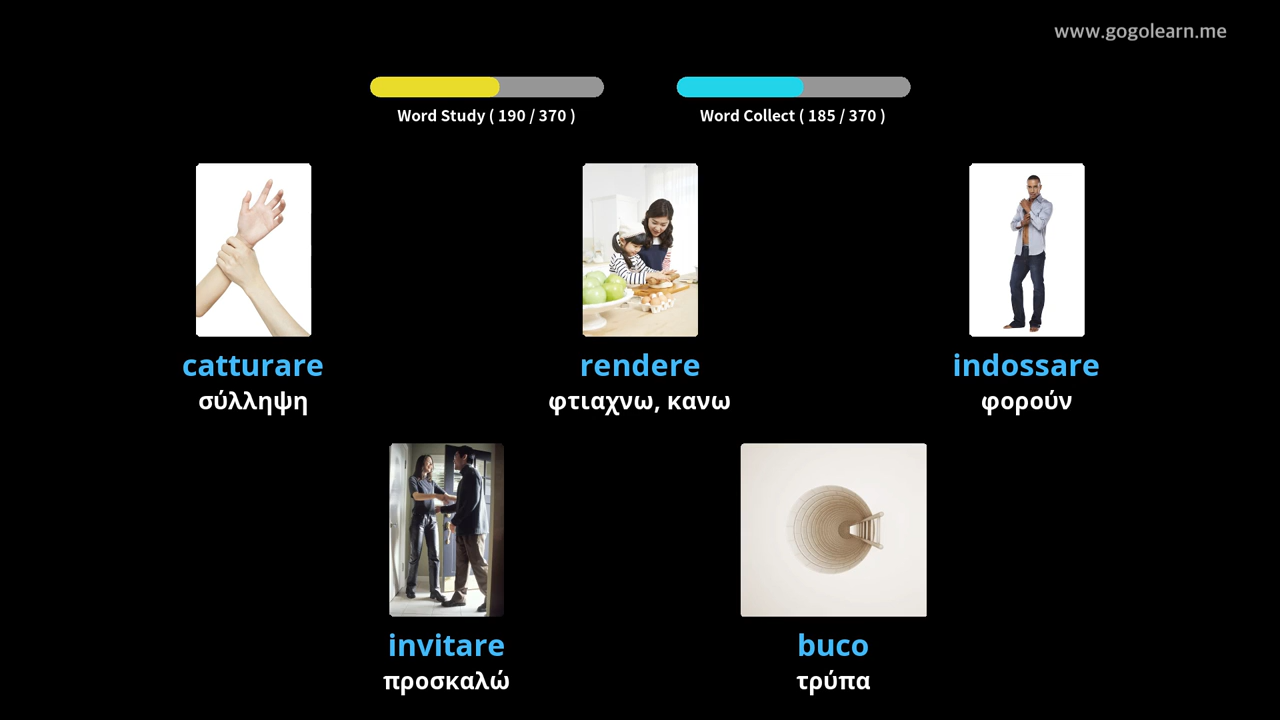 www.gogolearn.me
Word Study ( 190 / 370 )
Word Collect ( 185 / 370 )
catturare
σύλληψη
rendere
φτιαχνω, κανω
indossare
φορούν
invitare
προσκαλώ
buco
τρύπα